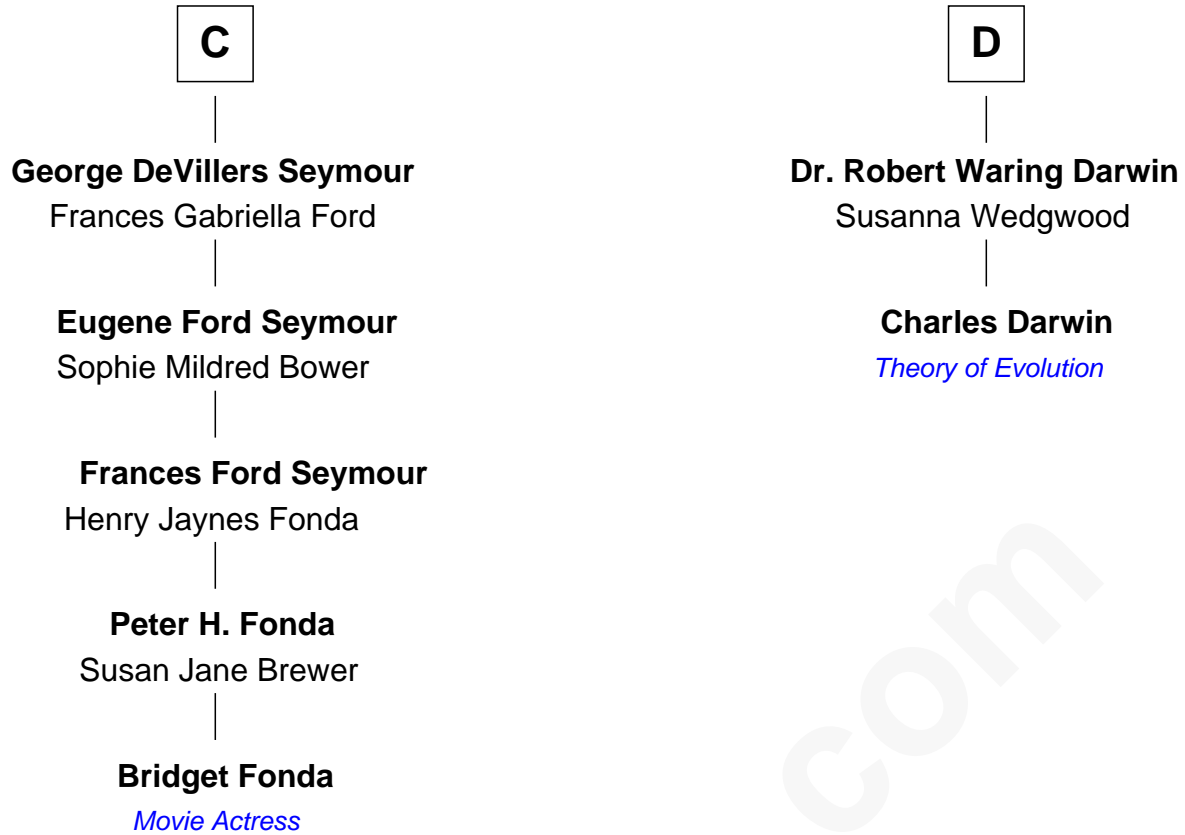 C
George DeVillers Seymour
Frances Gabriella Ford
Eugene Ford Seymour
Sophie Mildred Bower
Frances Ford Seymour
Henry Jaynes Fonda
Peter H. Fonda
Susan Jane Brewer
Bridget Fonda
Movie Actress
D
Dr. Robert Waring Darwin
Susanna Wedgwood
Charles Darwin
Theory of Evolution
com